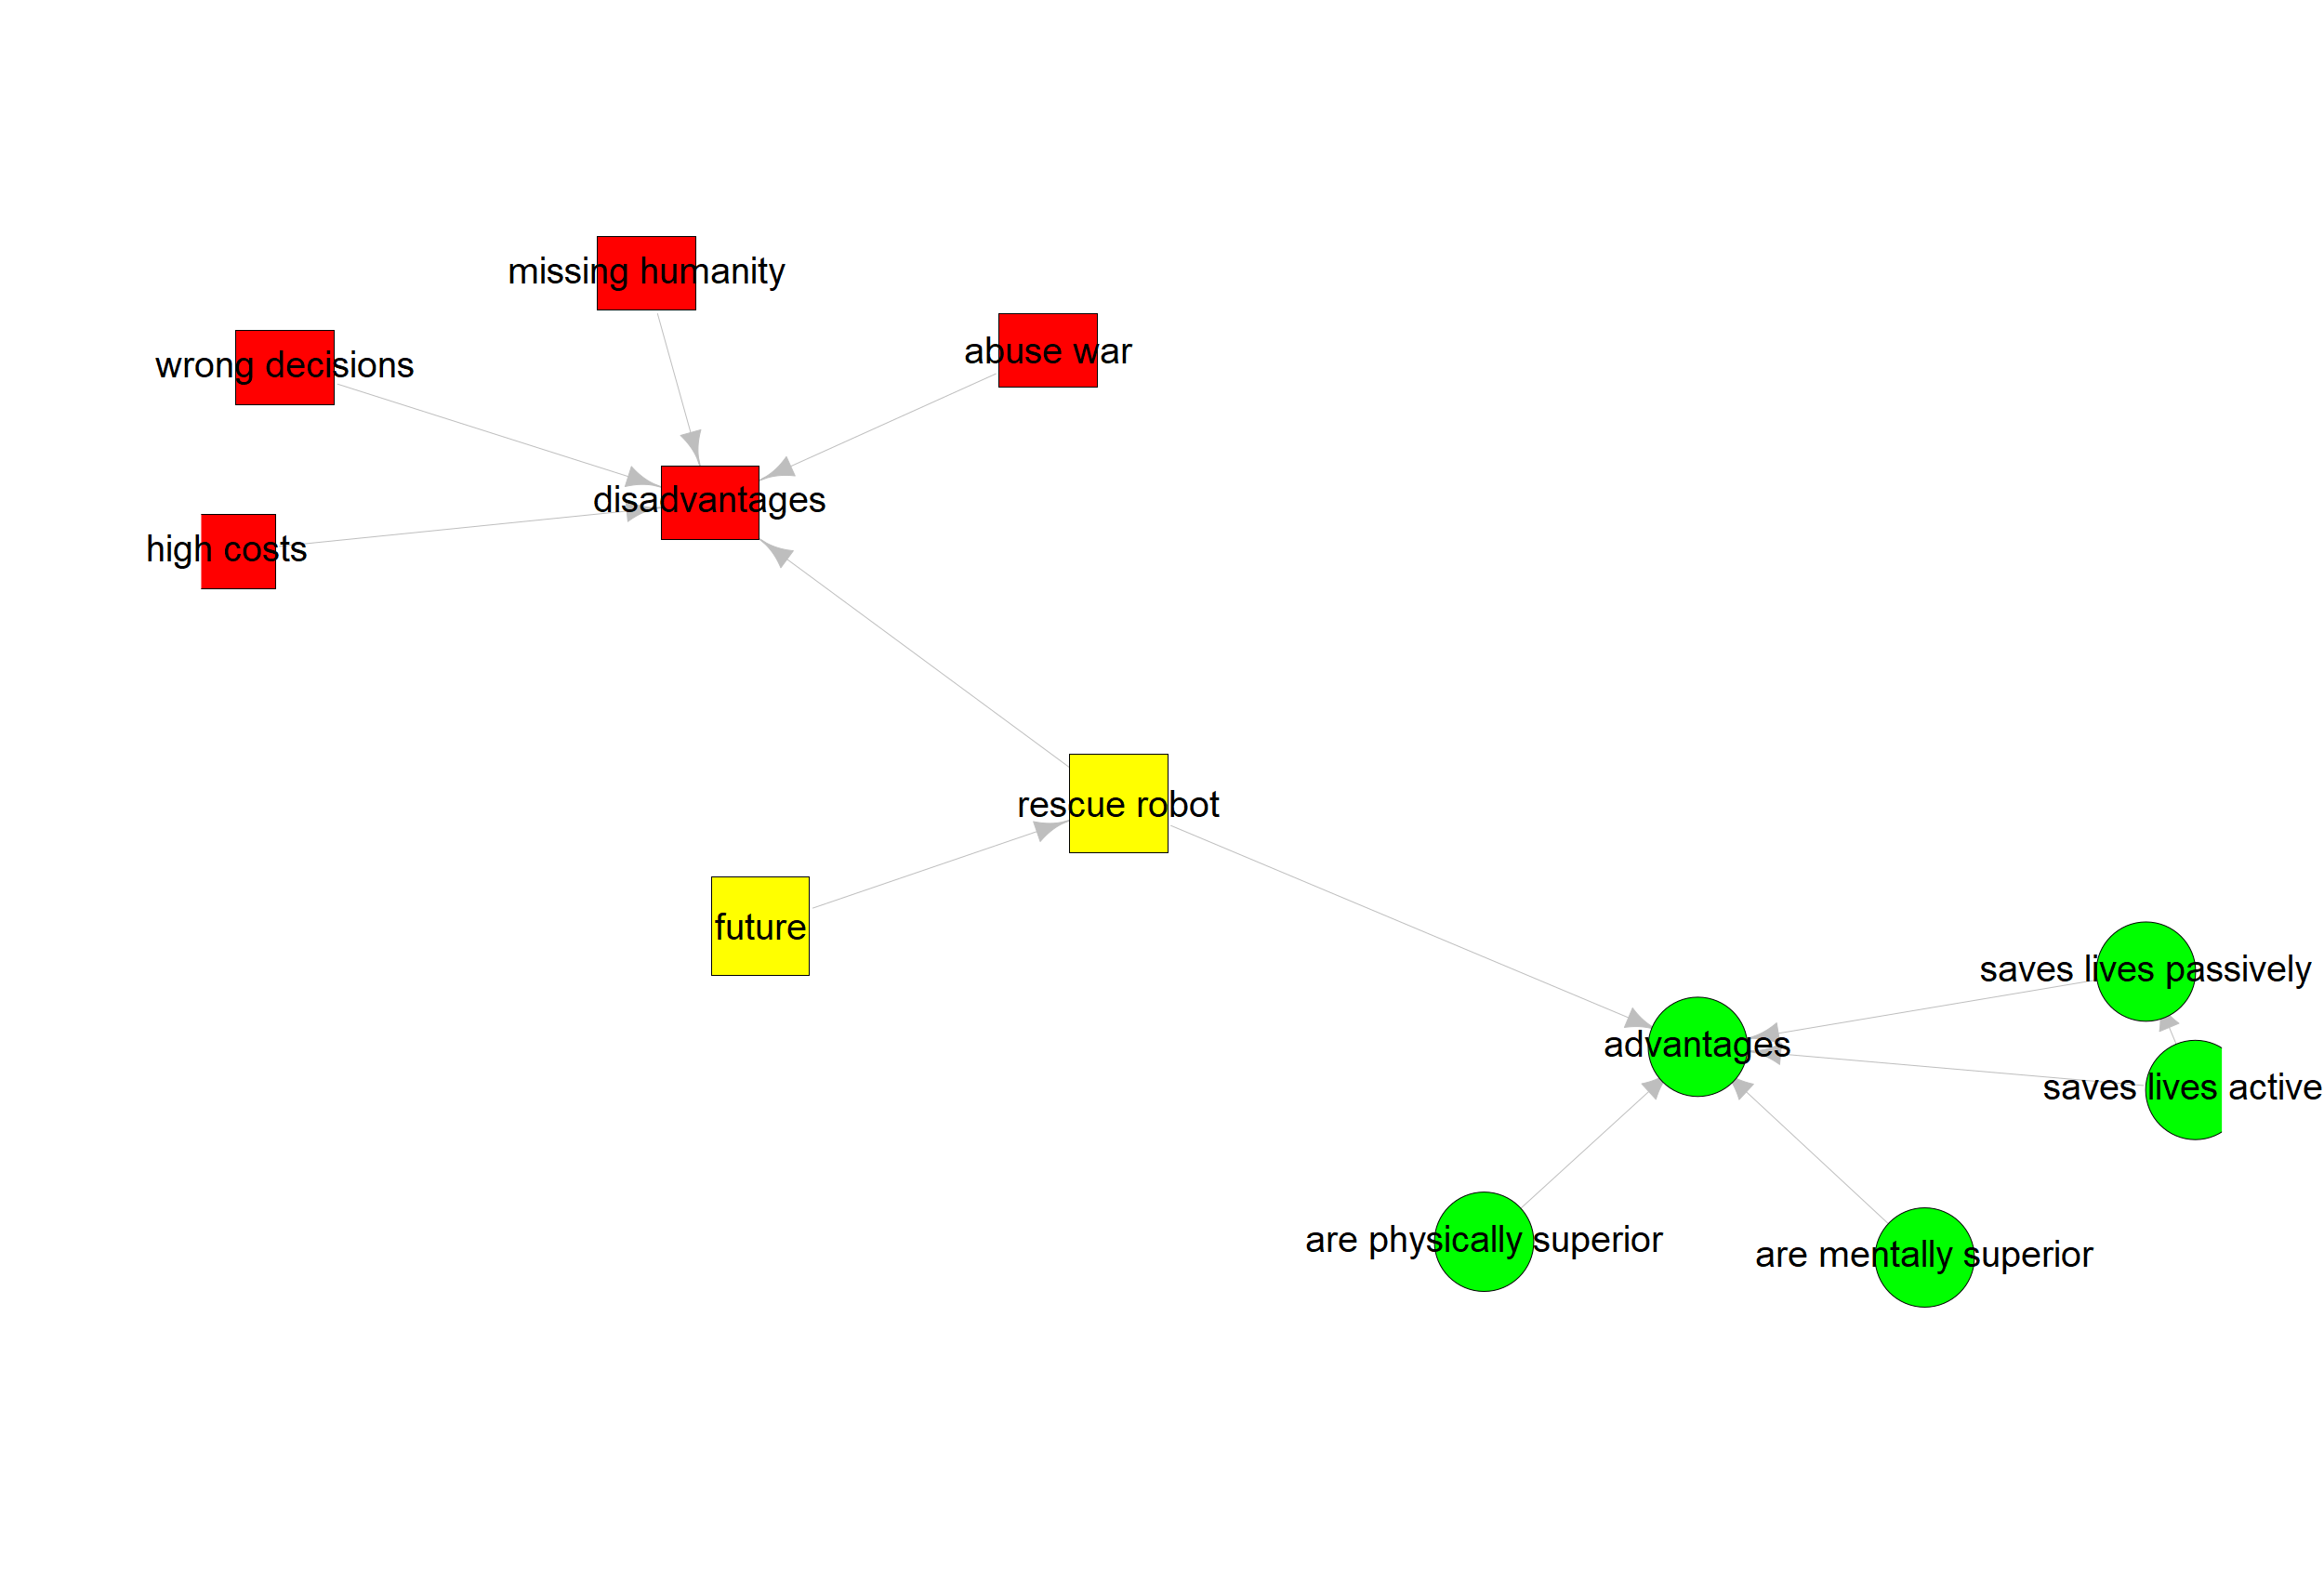 missing humanity
abuse war
wrong decisions
disadvantages
high costs
rescue robot
future
saves lives passively
advantages
saves lives active
are physically superior
are mentally superior